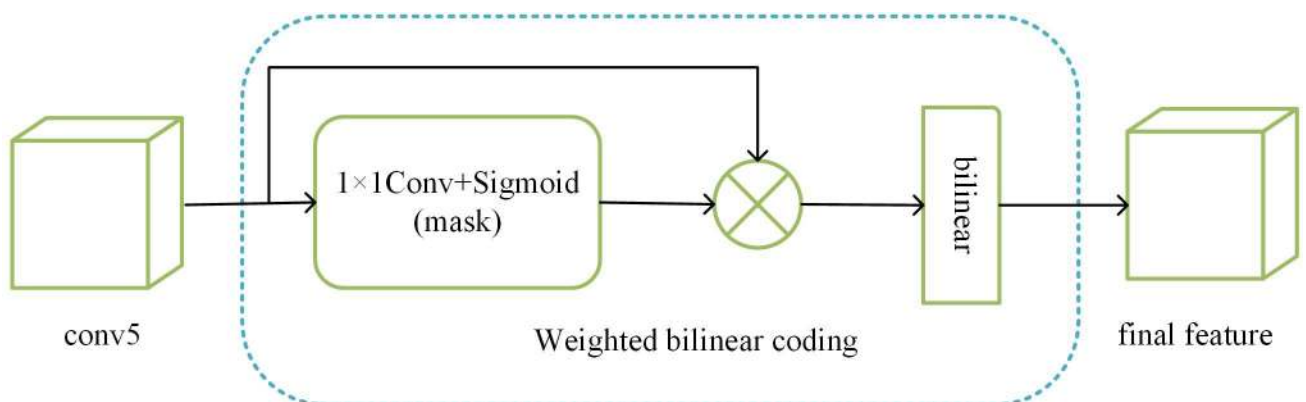 1×1Conv+Sigmoid
(mask)
bilinear
conv5
Weighted bilinear coding
final feature